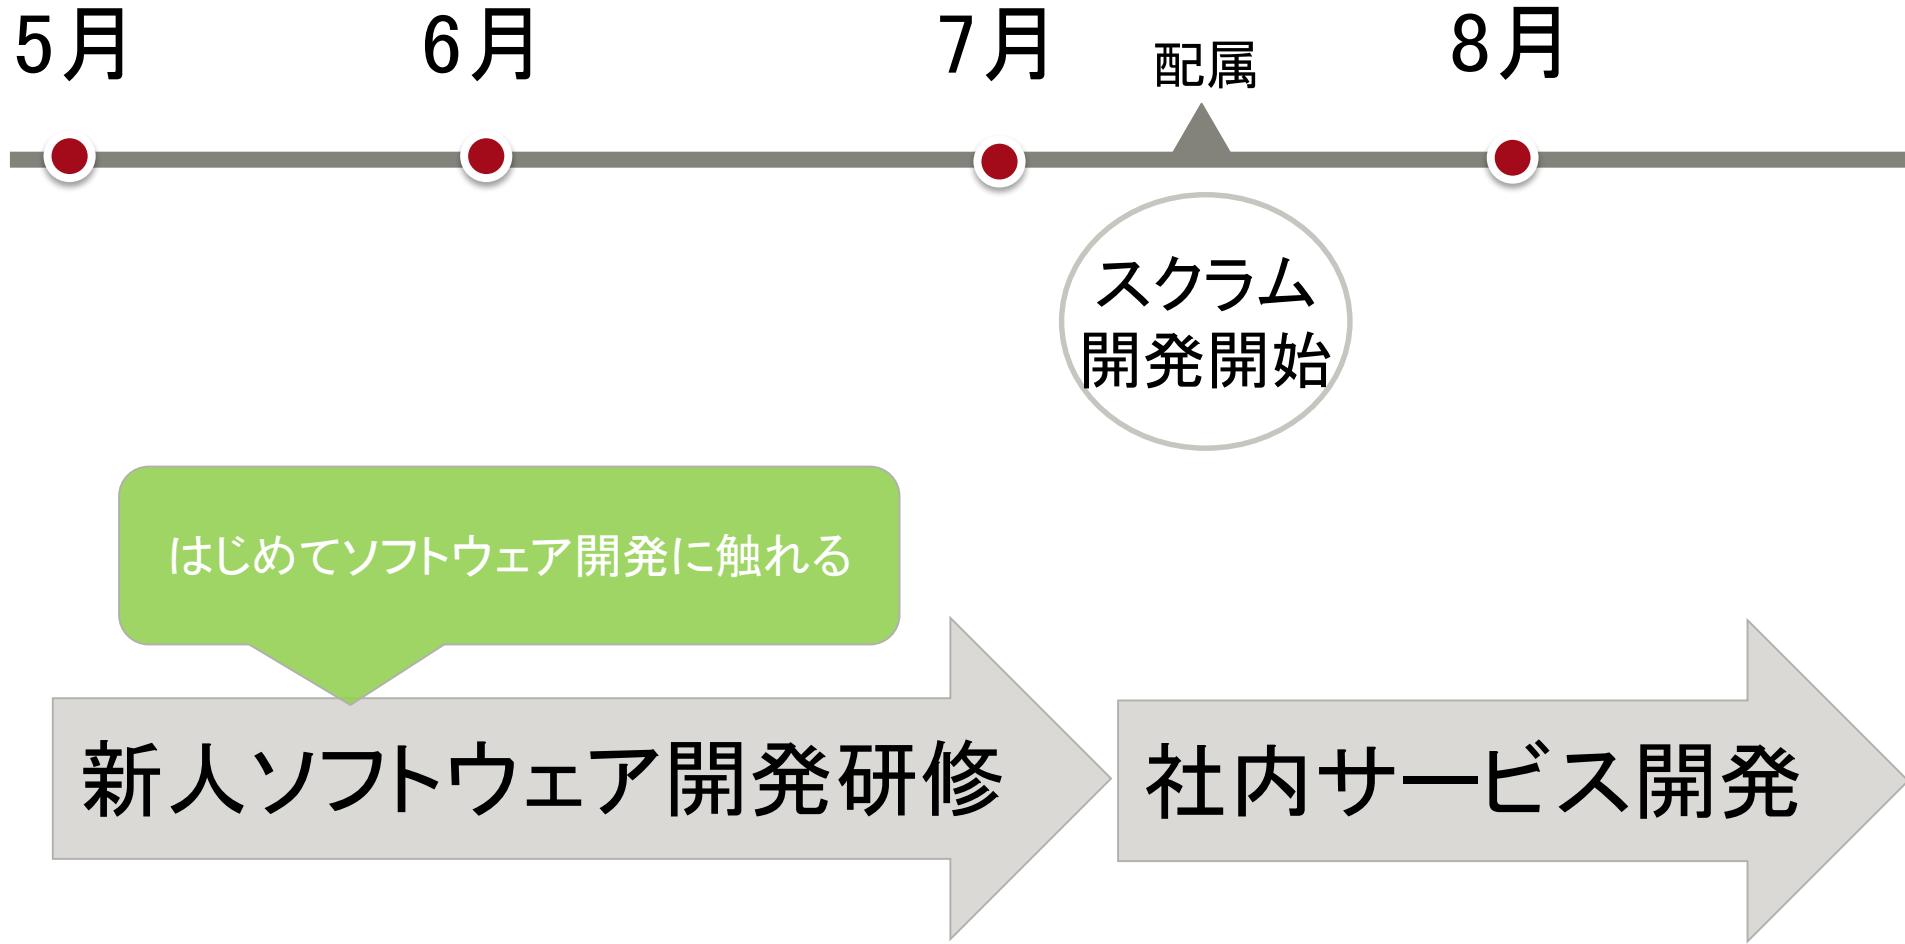 5月
6月
7月
配属
8月
スクラム
開発開始
はじめてソフトウェア開発に触れる
新人ソフトウェア開発研修
社内サービス開発